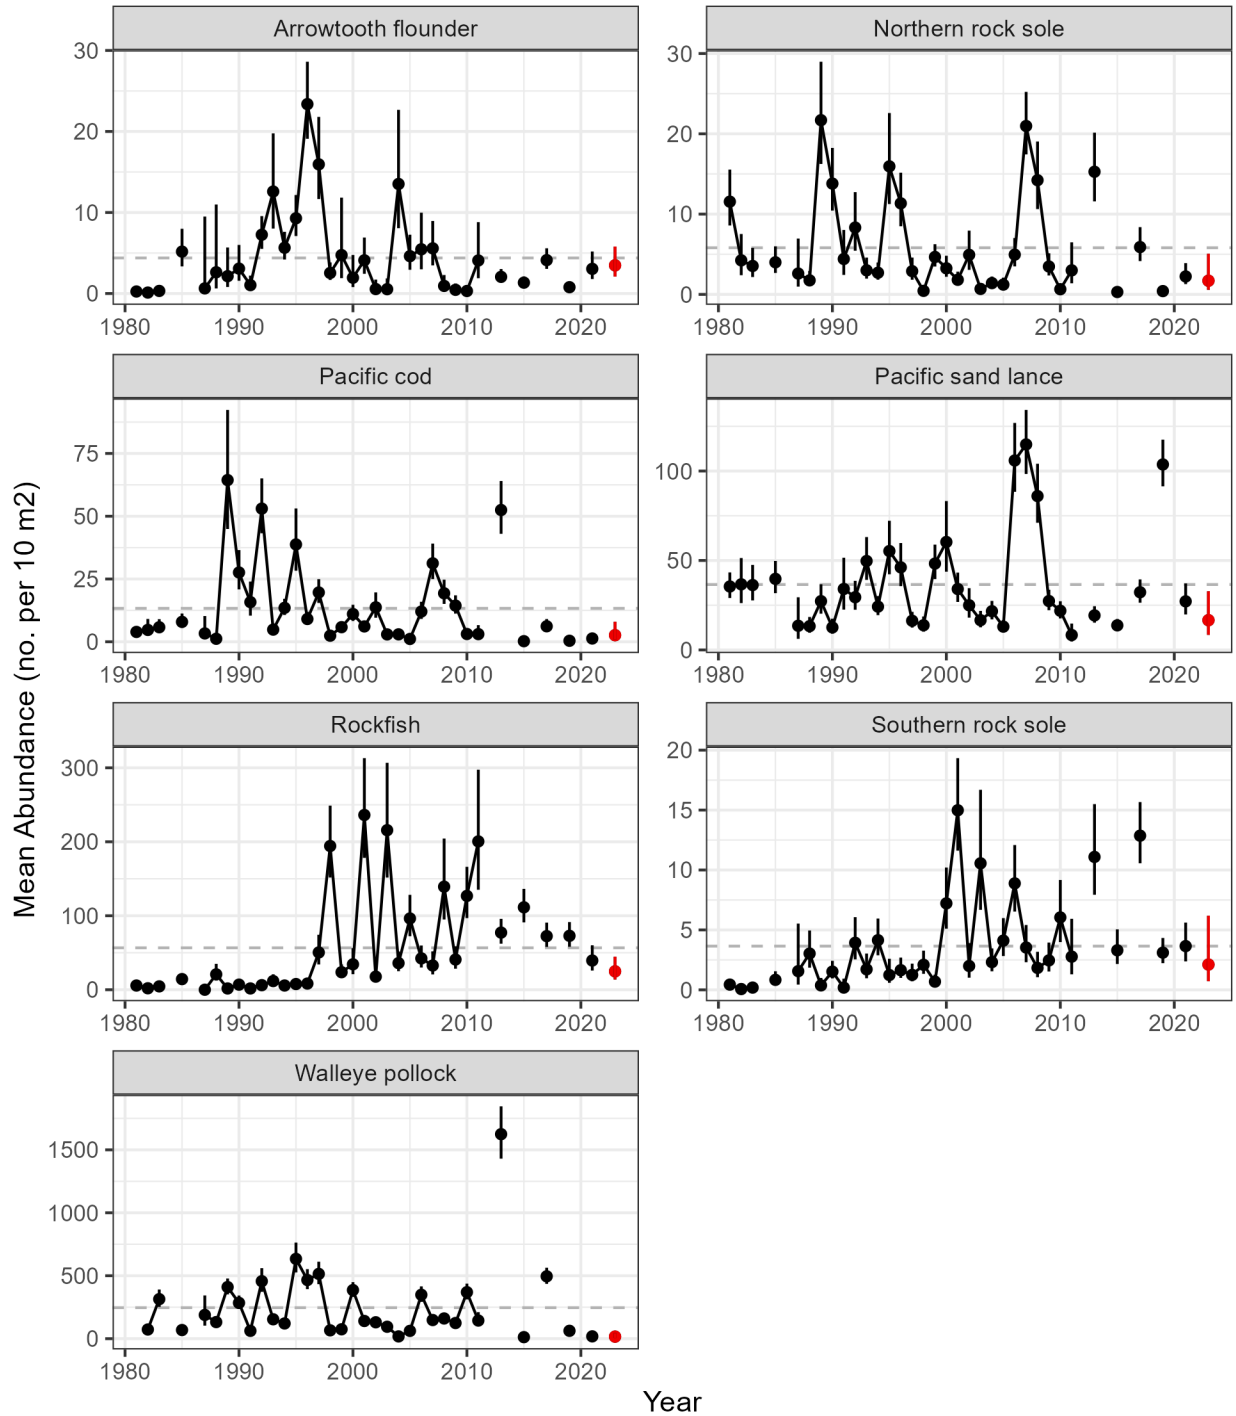 Arrowtooth flounder
Northern rock sole
30
20
10
0
30
20
10
0
1980 1990 2000 2010 2020
1980 1990 2000 2010 2020
Pacific cod
Pacific sand lance
75
50
25
0
100
50
0
1980 1990 2000 2010 2020
1980 1990 2000 2010 2020
Mean Abundance (no. per 10 m2)
Rockfish
Southern rock sole
300
200
100
0
20
15
10
5
0
1980 1990 2000 2010 2020
1980 1990 2000 2010 2020
Walleye pollock
1500
1000
500
0
1980 1990 2000 2010 2020
Year